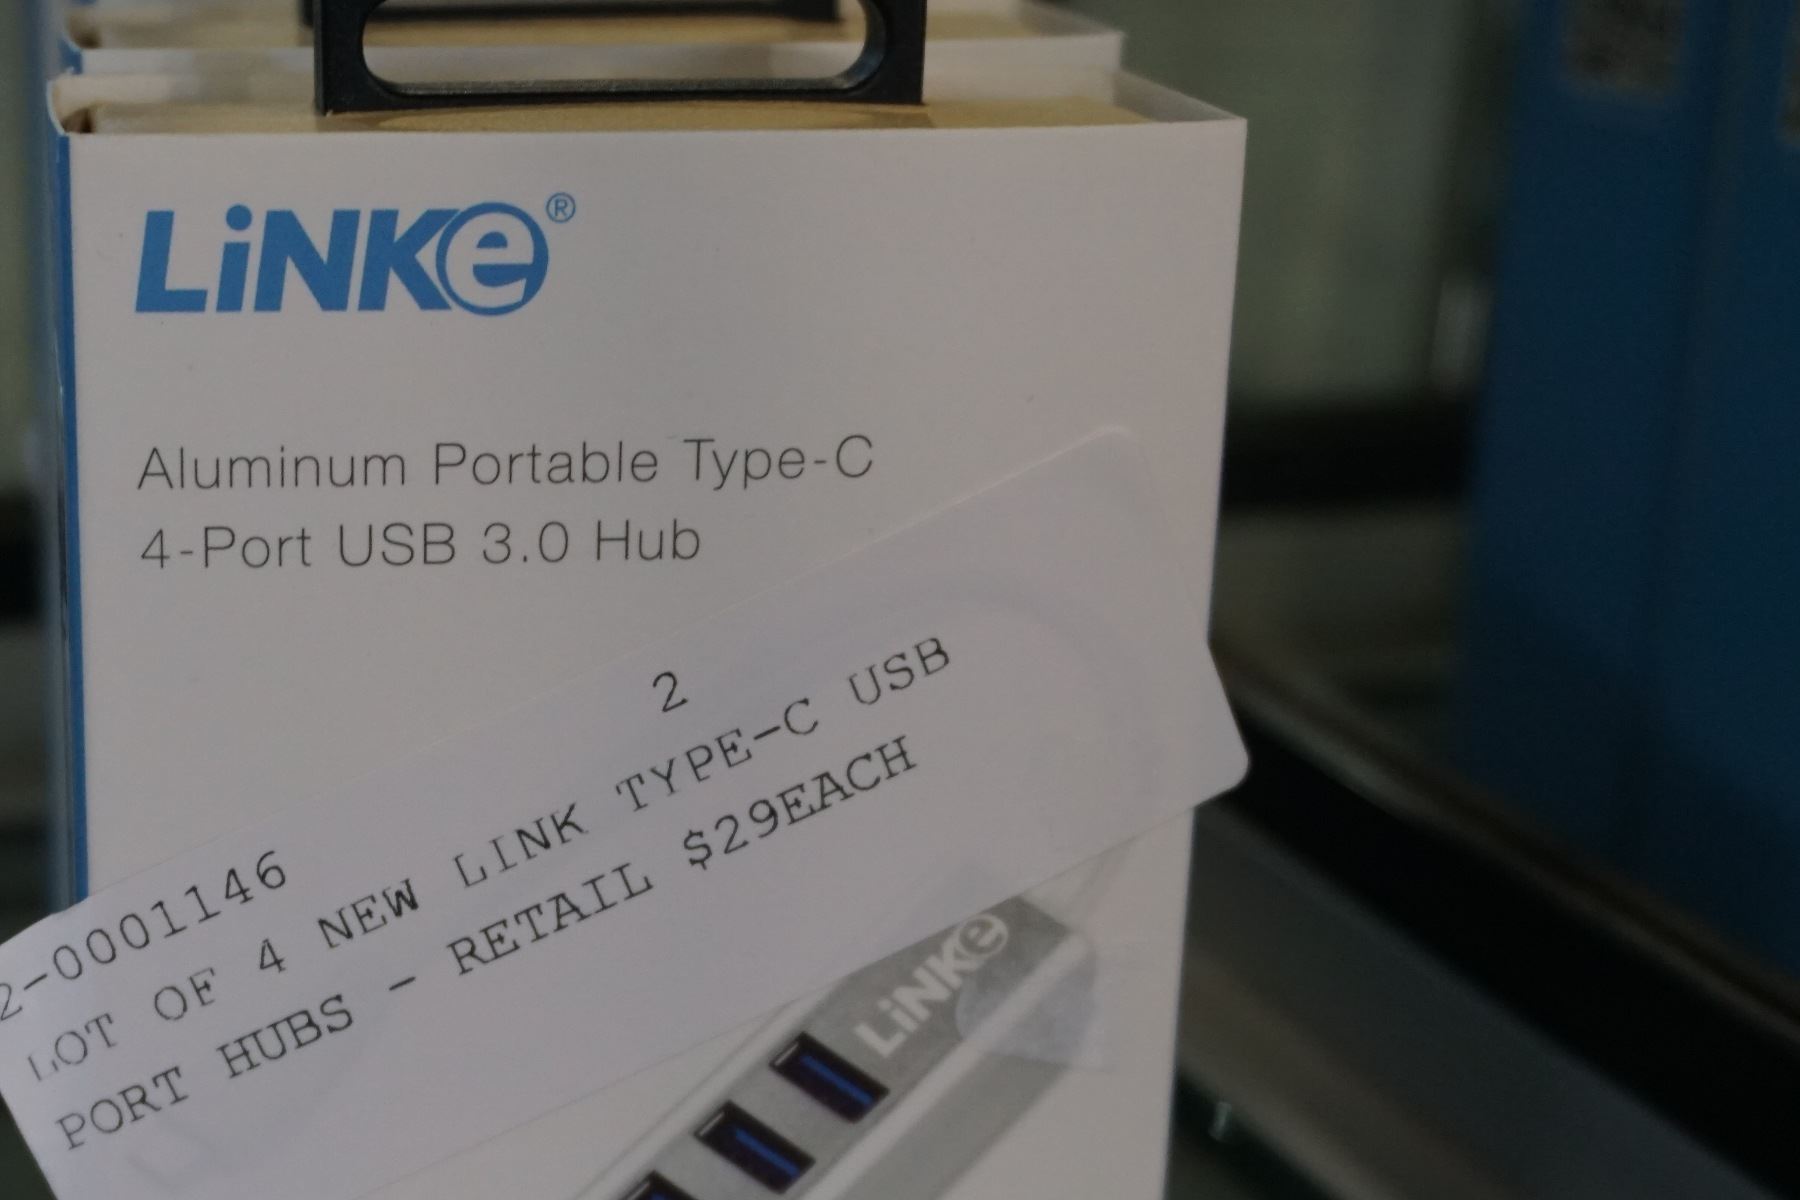 LiNKe®
Aluminum Portable Type-C
4-Port USB 3.0 Hub
2
2-0001146
LOT OF 4 NEW LINK TYPE-C USB
PORT HUBS - RETAIL $29EACH
LiNKe